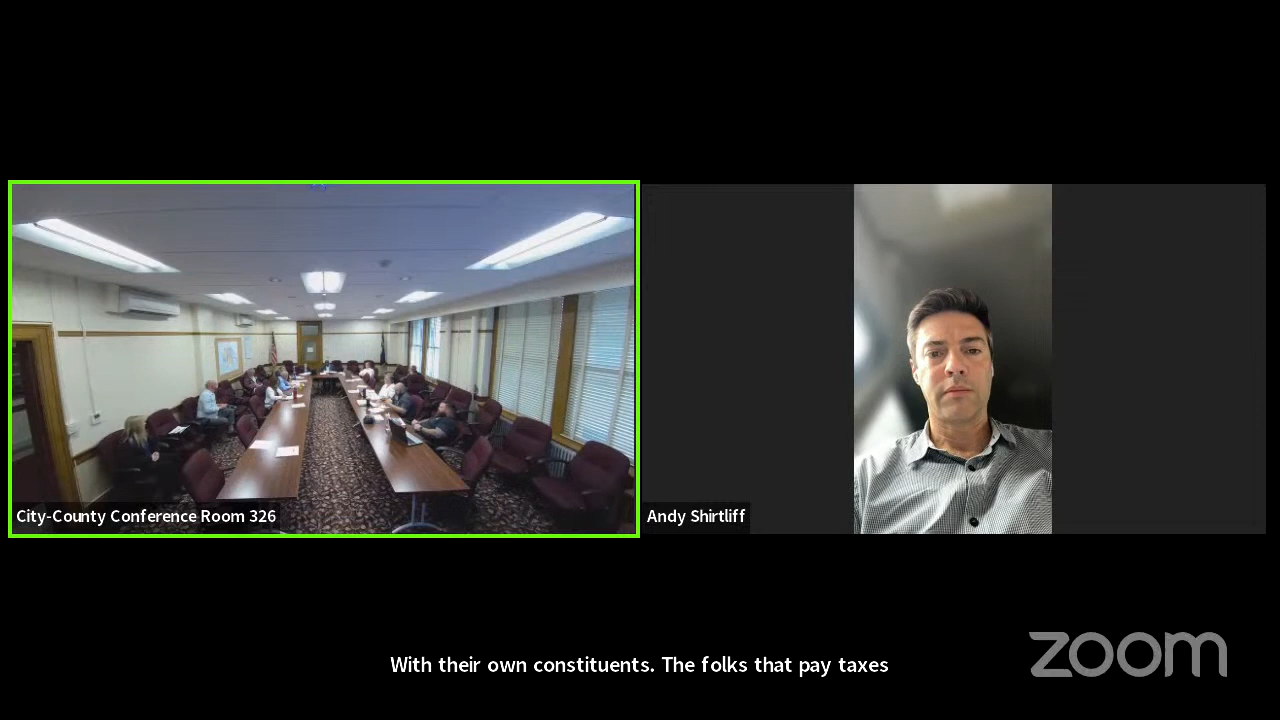 City-County Conference Room 326
Andy Shirtliff
With their own constituents. The folks that pay taxes
zoom